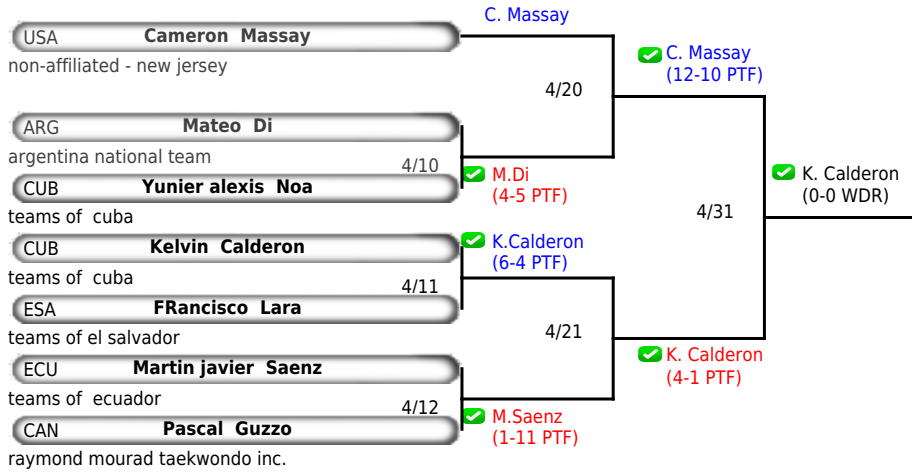 C. Massay
USA Cameron Massay
non-affiliated - new jersey
C. Massay
(12-10 PTF)
4/20
ARG Mateo Di
argentina national team
4/10
M.Di
(4-5 PTF)
CUB Yunier alexis Noa
teams of cuba
K. Calderon
(0-0 WDR)
4/31
CUB Kelvin Calderon
teams of cuba
K.Calderon
(6-4 PTF)
4/11
ESA FRancisco Lara
teams of el salvador
4/21
K. Calderon
(4-1 PTF)
ECU Martin javier Saenz
teams of ecuador
4/12
M.Saenz
(1-11 PTF)
CAN Pascal Guzzo
raymond mourad taekwondo inc.